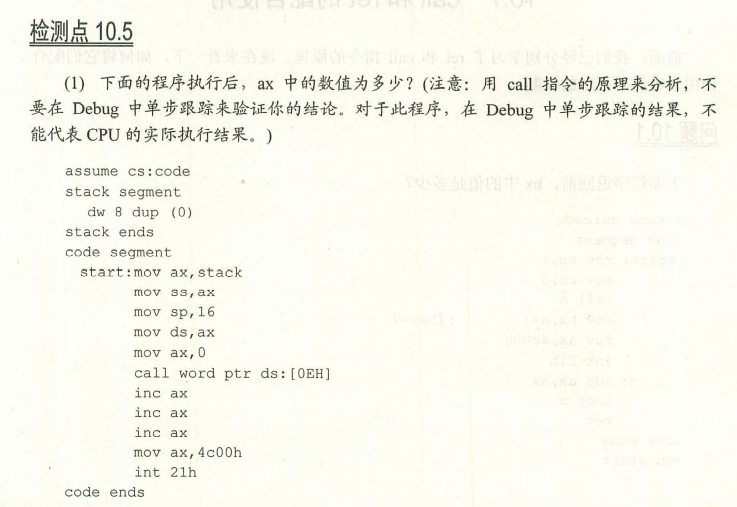 检测点 10.5
(1) 下面的程序执行后，ax 中的数值为多少？(注意：用 call 指令的原理来分析，不
要在 Debug 中单步跟踪来验证你的结论。对于此程序，在 Debug 中单步跟踪的结果，不
能代表 CPU 的实际执行结果。)
assume cs:code
stack segment
dw 8 dup (0)
stack ends
code segment
start:mov ax,stack
mov ss,ax
mov sp,16
mov ds,ax
mov ax,0
call word ptr ds:[0EH]
inc ax
inc ax
inc ax
mov ax,4c00h
int 21h
code ends